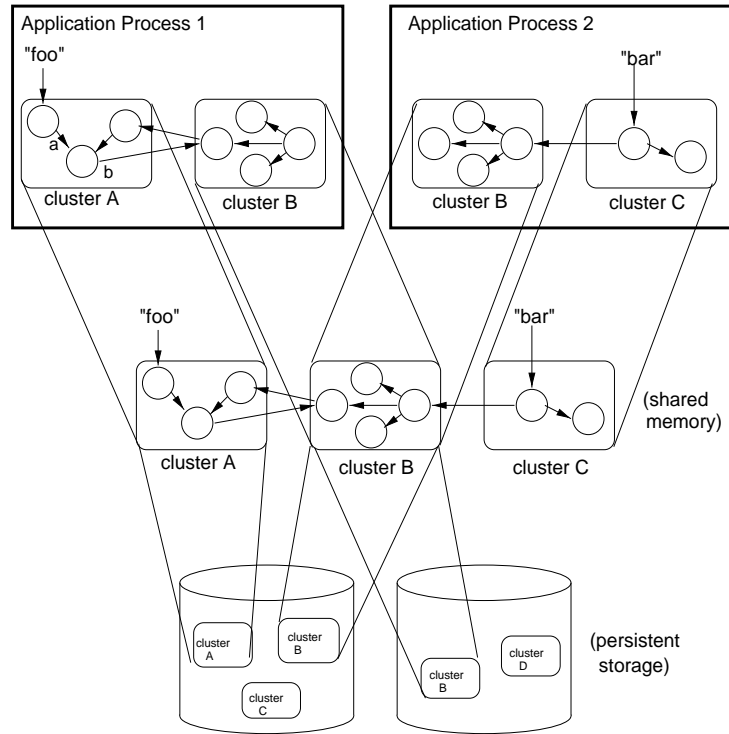 Application Process 1
"foo"
a
b
cluster A
cluster B
Application Process 2
"bar"
cluster B
cluster C
"foo"
cluster A
cluster B
"bar"
cluster C
(shared
memory)
cluster
A
cluster
B
cluster
C
cluster
B
cluster
D
(persistent
storage)